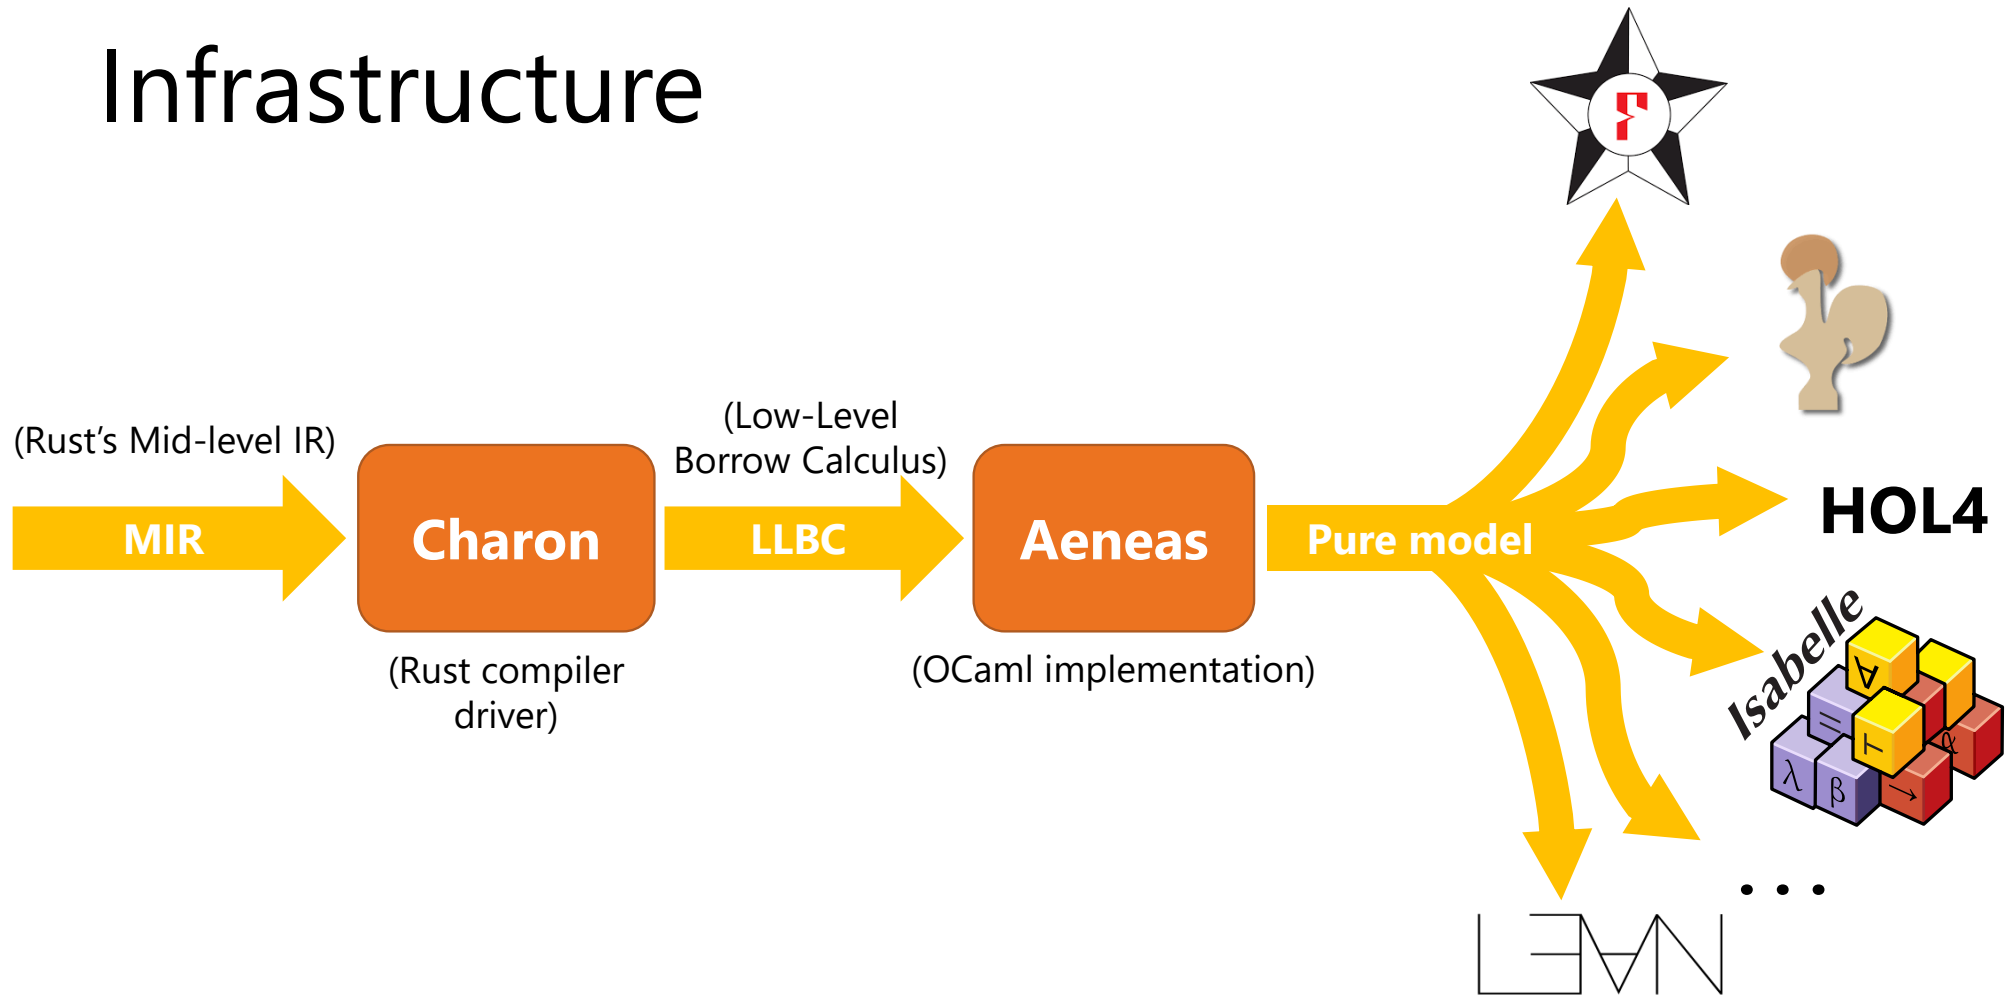 Infrastructure
F
(Rust’s Mid-level IR)
MIR
Charon
(Rust compiler
driver)
(Low-Level
Borrow Calculus)
LLBC
Aeneas
(OCaml implementation)
Pure model
HOL4
Isabelle
∀
=
⊢
α
λ
β
→
...
LEAN